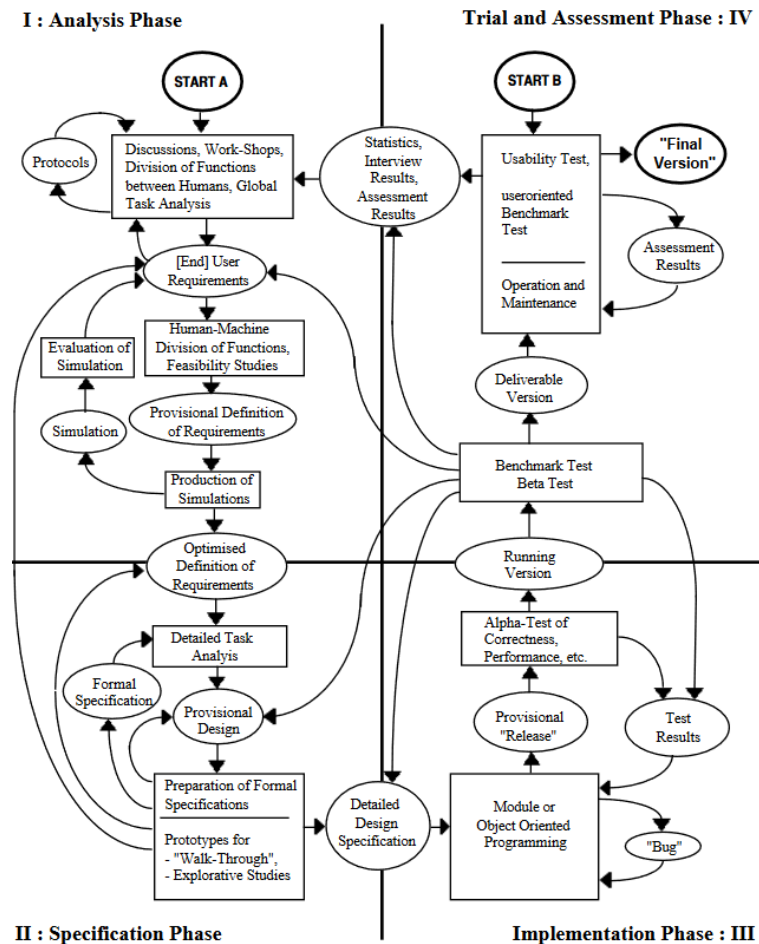 I : Analysis Phase
Trial and Assessment Phase : IV
START A
START B
Protocols
Discussions, Work-Shops,
Division of Functions
between Humans, Global
Task Analysis
Statistics,
Interview
Results,
Assessment
Results
Usability Test,
useroriented
Benchmark
Test
Operation and
Maintenance
"Final
Version"
Assessment
Results
[End] User
Requirements
Human-Machine
Division of Functions,
Feasibility Studies
Evaluation of
Simulation
Provisional Definition
of Requirements
Simulation
Production of
Simulations
Deliverable
Version
Benchmark Test
Beta Test
Optimised
Definition of
Requirements
Running
Version
Detailed Task
Analyis
Formal
Specification
Provisional
Design
Alpha-Test of
Correctness,
Performance, etc.
Provisional
"Release"
Test
Results
Preparation of Formal
Specifications
Prototypes for
- "Walk-Through",
- Explorative Studies
Detailed
Design
Specification
Module or
Object Oriented
Programming
"Bug"
II : Specification Phase
Implementation Phase : III